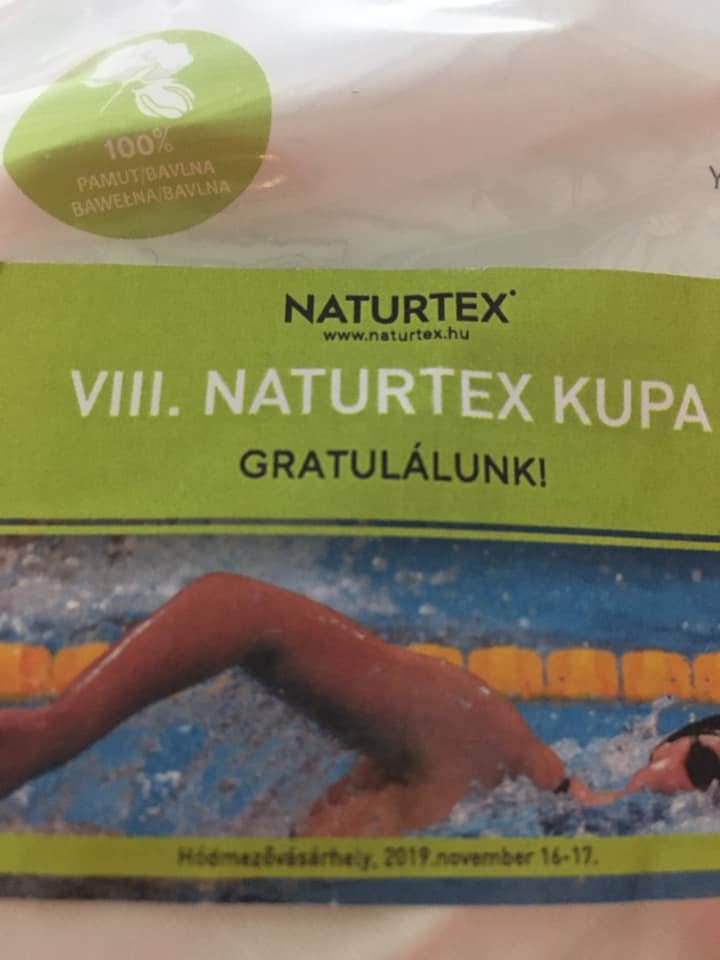 100%
PAMUT/BAVLNA
BAWEŁNA/BAVLNA
Y
NATURTEX
www.naturtex.hu
VIII. NATURTEX KUPA
GRATULÁLUNK!
Hódmezővásárhely, 2019.november 16-17.